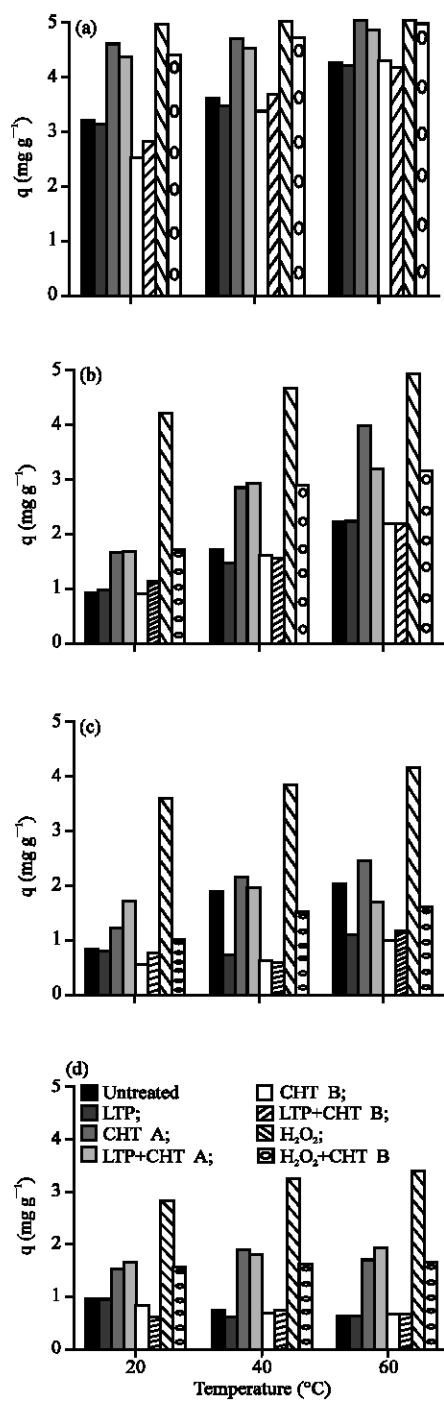 (a)
5
4
3
2
1
0
q (mg g⁻¹)
(b)
5
4
3
2
1
0
q (mg g⁻¹)
(c)
5
4
3
2
1
0
q (mg g⁻¹)
(d)
5
4
3
2
1
0
q (mg g⁻¹)
Untreated
LTP;
CHT A;
LTP+CHT A;
CHT B;
LTP+CHT B;
H₂O₂;
H₂O₂+CHT B
20 40 60
Temperature (°C)